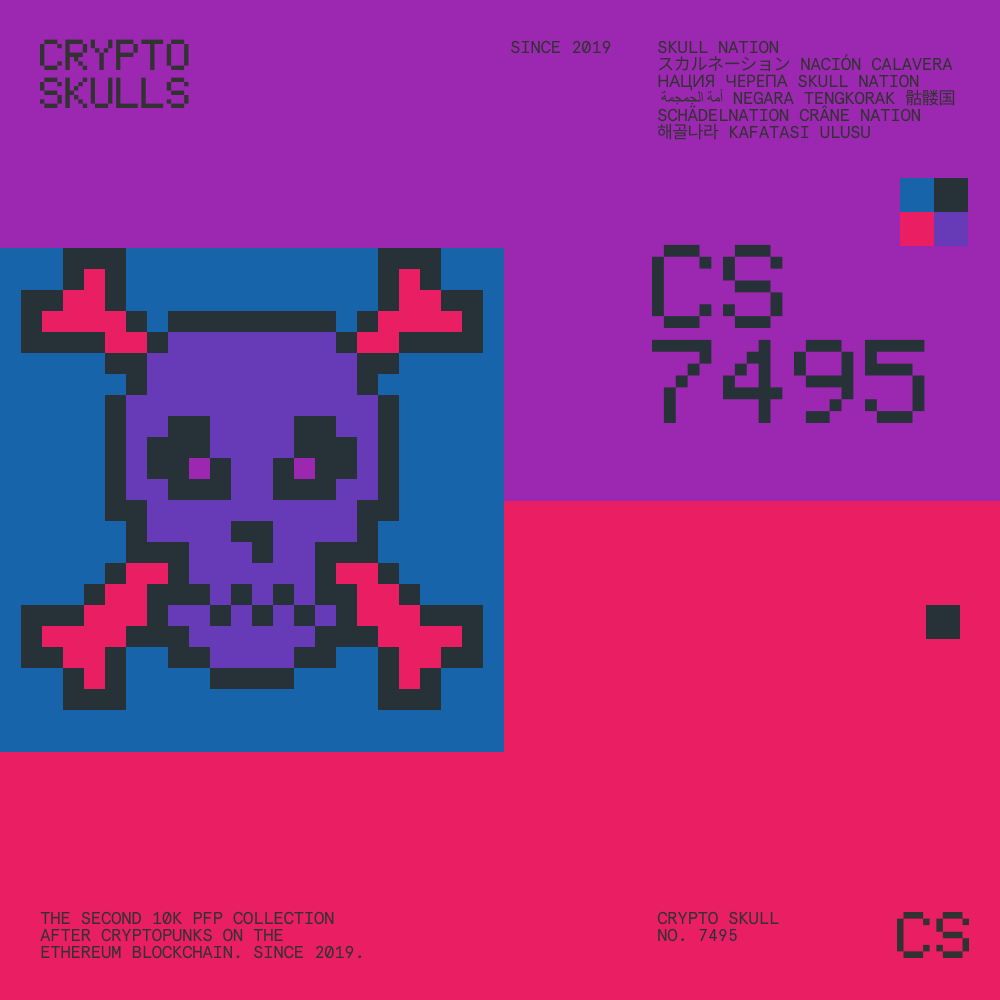 CRYPTO
SKULLS
SINCE 2019
SKULL NATION
スカルネーション NACIÓN CALAVERA
НАЦИЯ ЧЕРЕПА SKULL NATION
أمة الجمجمة NEGARA TENGKORAK 骷髅国
SCHÄDELNATION CRÂNE NATION
해골나라 KAFATASI ULUSU
CS
7495
THE SECOND 10K PFP COLLECTION
AFTER CRYPTOPUNKS ON THE
ETHEREUM BLOCKCHAIN. SINCE 2019.
CRYPTO SKULL
NO. 7495
CS